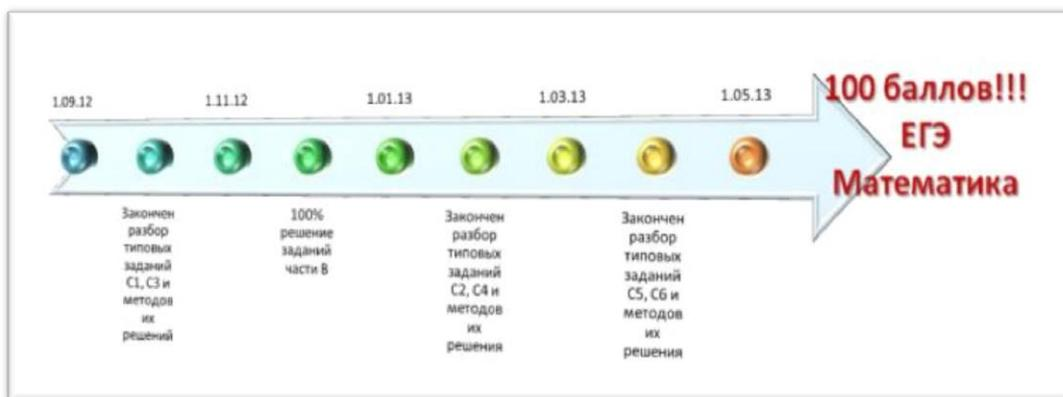 1.09.12
1.11.12
1.01.13
1.03.13
1.05.13
100 баллов!!!
ЕГЭ
Математика
Закончен
разбор
типовых
заданий
С1, С3 и
методов
их
решений
100%
решение
заданий
части В
Закончен
разбор
типовых
заданий
С2, С4 и
методов
их
решения
Закончен
разбор
типовых
заданий
С5, С6 и
методов
их
решения